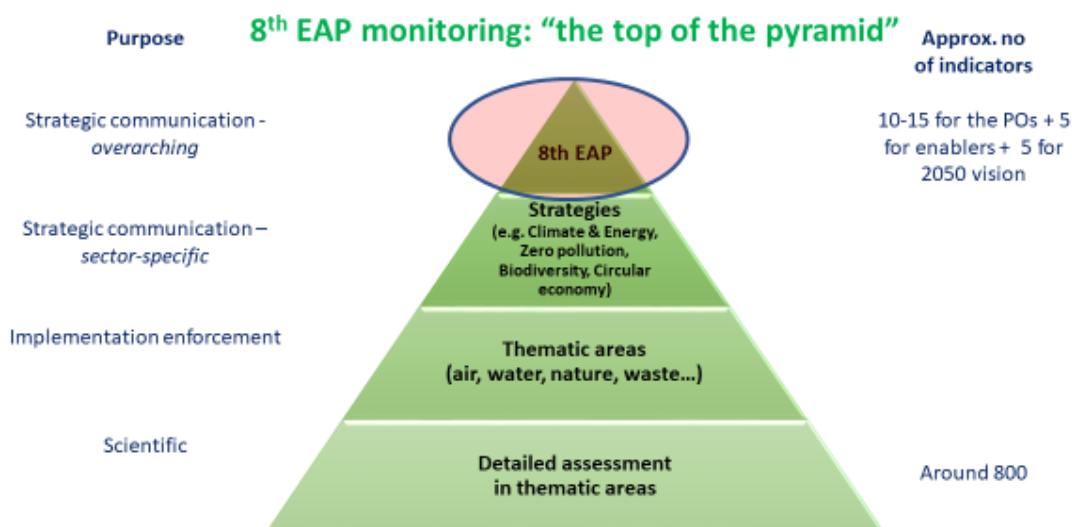 8th EAP monitoring: “the top of the pyramid”
Purpose
Approx. no
of indicators
Strategic communication -
overarching
8th EAP
10-15 for the POs + 5
for enablers + 5 for
2050 vision
Strategic communication –
sector-specific
Strategies
(e.g. Climate & Energy,
Zero pollution,
Biodiversity, Circular
economy)
Implementation enforcement
Thematic areas
(air, water, nature, waste…)
Scientific
Detailed assessment
in thematic areas
Around 800